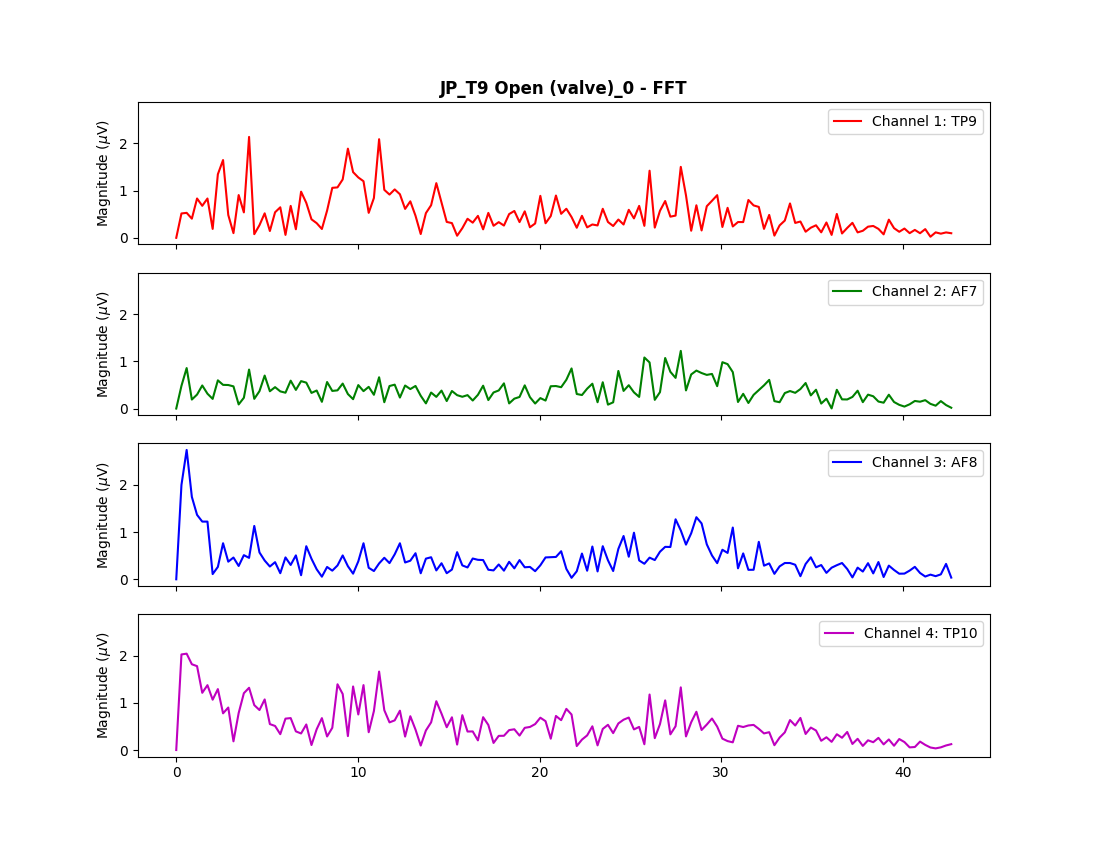 JP_T9 Open (valve)_0 - FFT
Magnitude (μV)
2
1
0
Channel 1: TP9
Magnitude (μV)
2
1
0
Channel 2: AF7
Magnitude (μV)
2
1
0
Channel 3: AF8
Magnitude (μV)
2
1
0
Channel 4: TP10
0 10 20 30 40